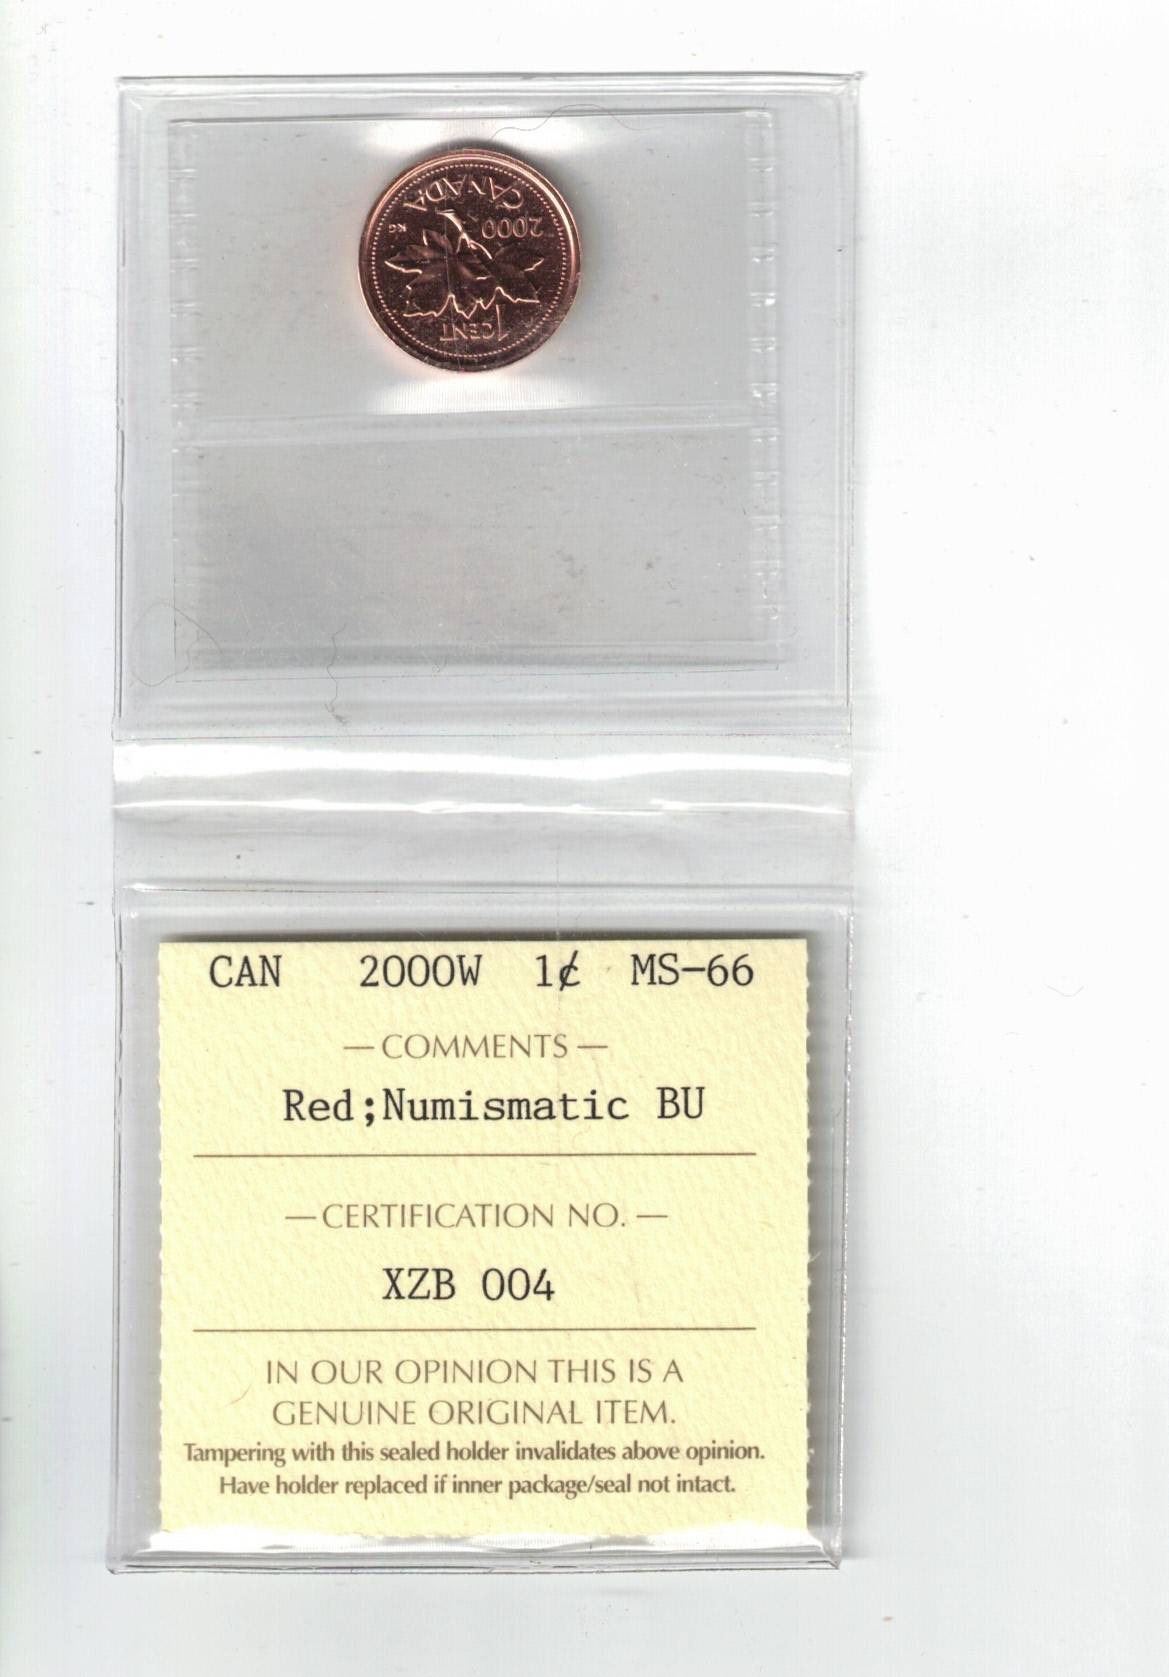 CANADA
2000
KG
1 CENT
CAN 2000W 1¢ MS-66
— COMMENTS —
Red;Numismatic BU
— CERTIFICATION NO. —
XZB 004
IN OUR OPINION THIS IS A
GENUINE ORIGINAL ITEM.
Tampering with this sealed holder invalidates above opinion.
Have holder replaced if inner package/seal not intact.